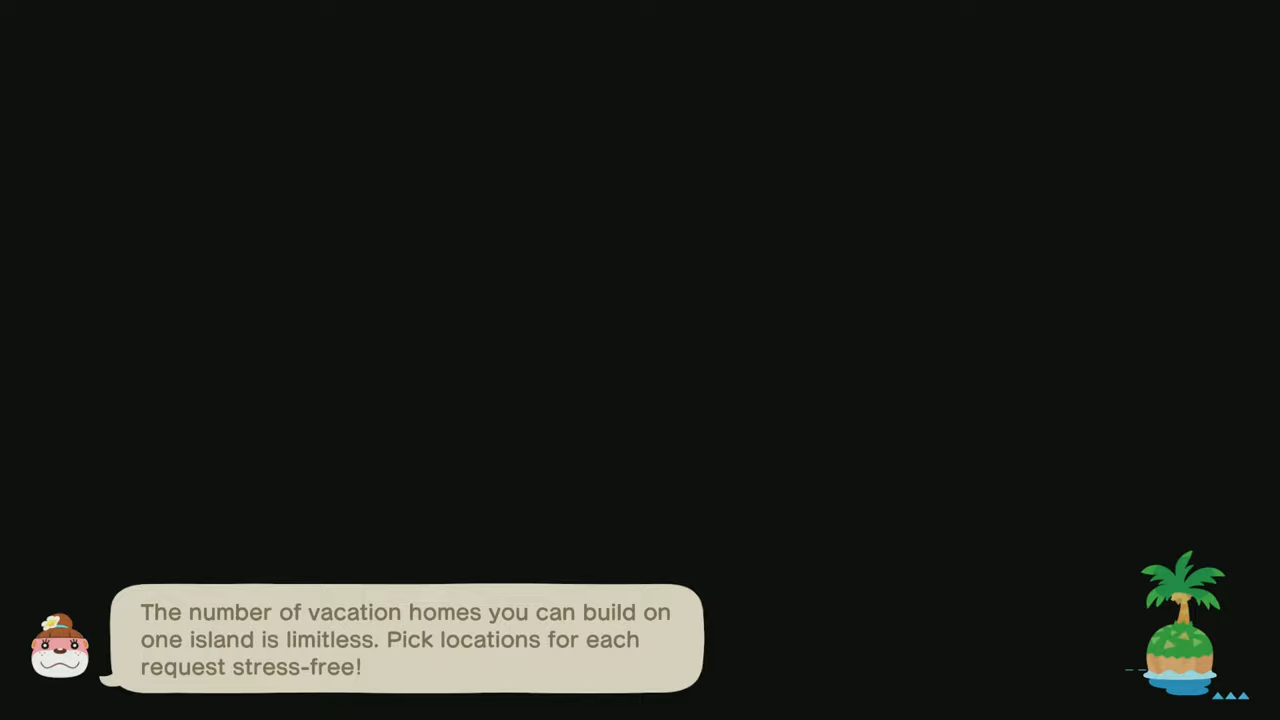 The number of vacation homes you can build on
one island is limitless. Pick locations for each
request stress-free!